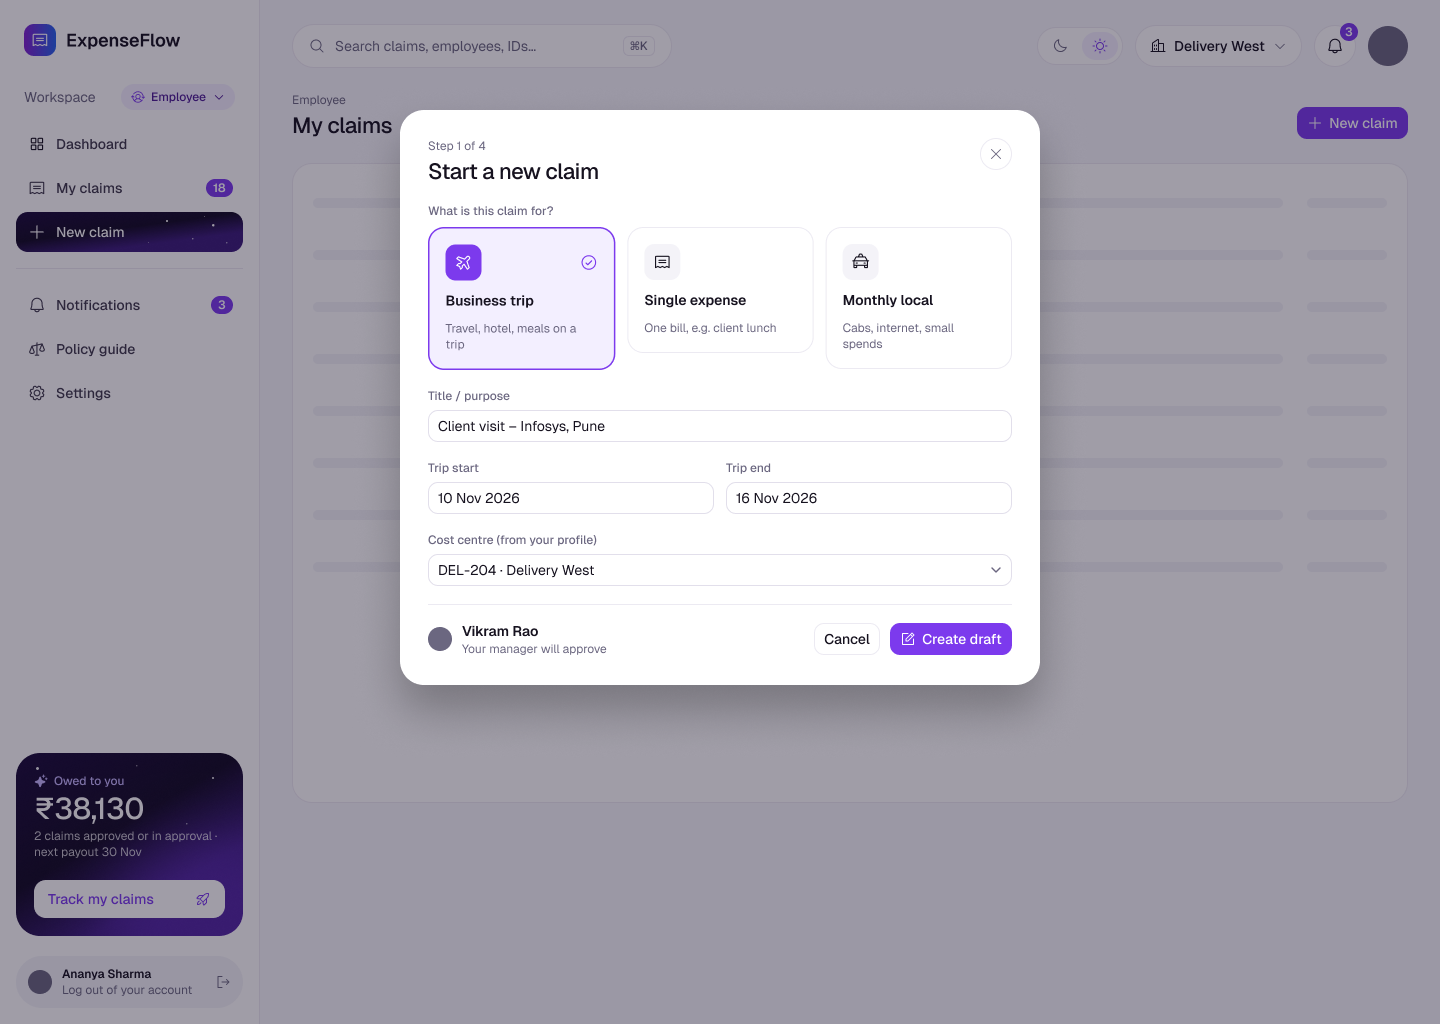 ExpenseFlow
Search claims, employees, IDs... ⌘K
Delivery West
3
Workspace
Employee
Dashboard
My claims 18
New claim
Notifications 3
Policy guide
Settings
Employee
My claims
New claim
Step 1 of 4
Start a new claim
What is this claim for?
Business trip
Travel, hotel, meals on a
trip
Single expense
One bill, e.g. client lunch
Monthly local
Cabs, internet, small
spends
Title / purpose
Client visit – Infosys, Pune
Trip start
10 Nov 2026
Trip end
16 Nov 2026
Cost centre (from your profile)
DEL-204 · Delivery West
Vikram Rao
Your manager will approve
Cancel
Create draft
Owed to you
₹38,130
2 claims approved or in approval ·
next payout 30 Nov
Track my claims
Ananya Sharma
Log out of your account